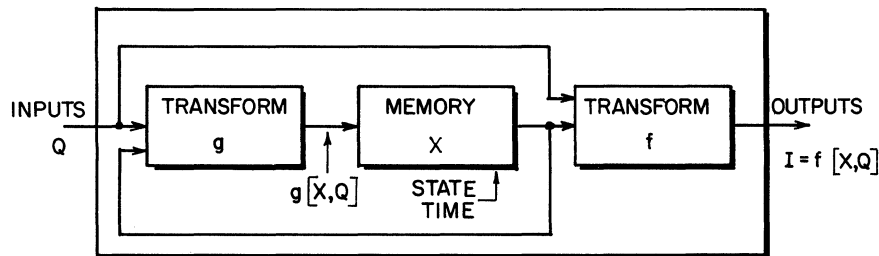 INPUTS
Q
TRANSFORM
g
g[X,Q]
MEMORY
X
STATE
TIME
TRANSFORM
f
OUTPUTS
I = f [X,Q]